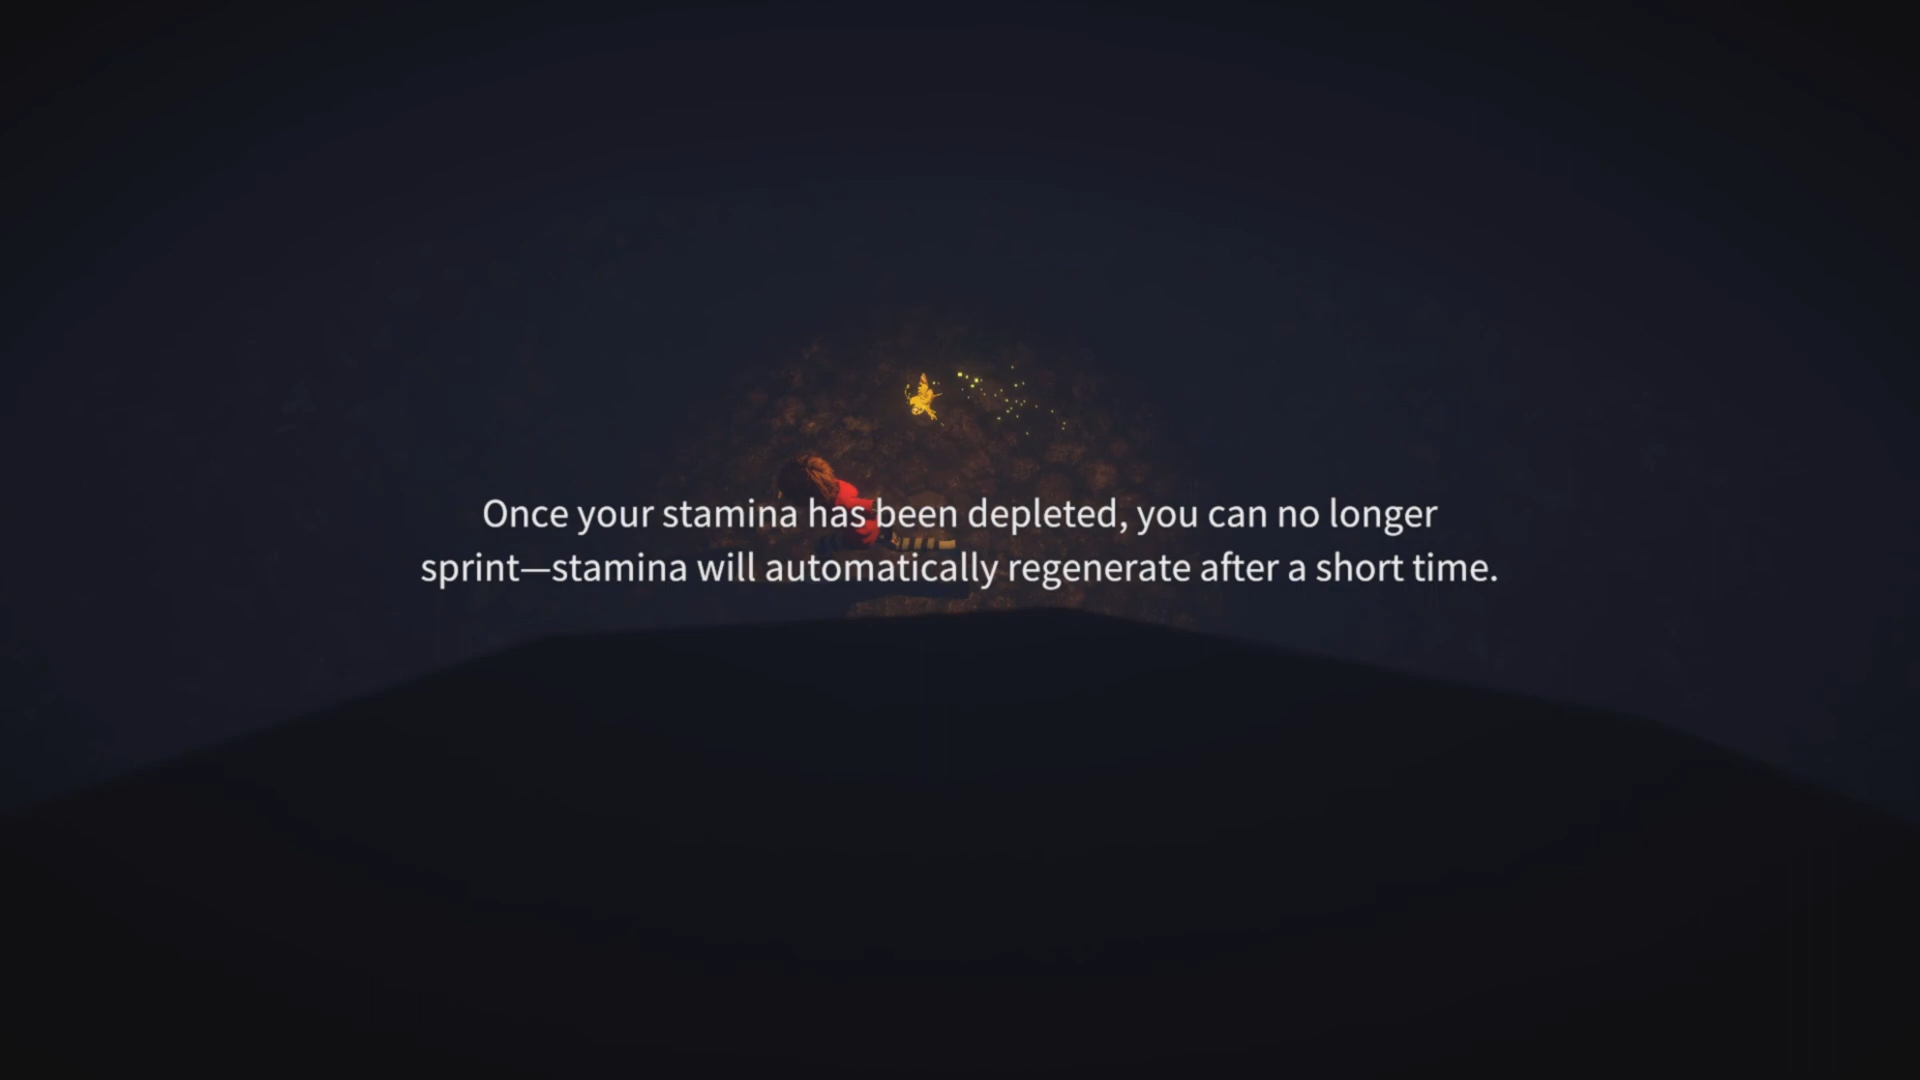 Once your stamina has been depleted, you can no longer
sprint—stamina will automatically regenerate after a short time.